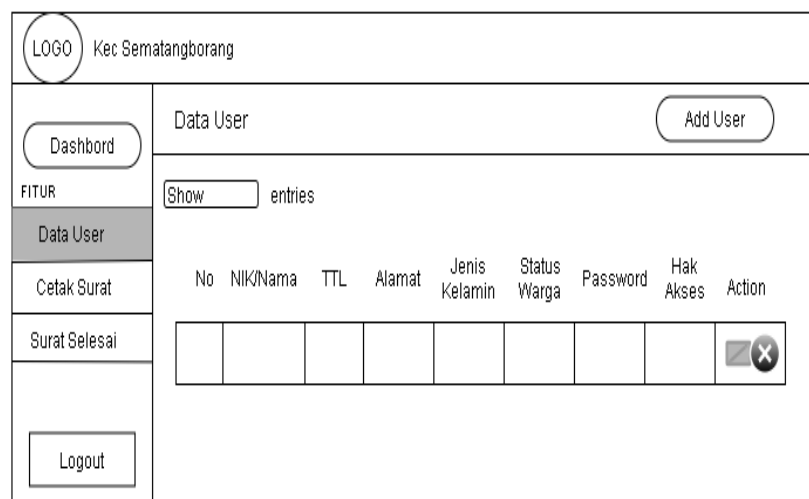 LOGO
Kec Sematangborang
Dashbord
FITUR
Data User
Cetak Surat
Surat Selesai
Logout
Data User
Add User
Show entries
No NIK/Nama TTL Alamat Jenis Kelamin Status Warga Password Hak Akses Action